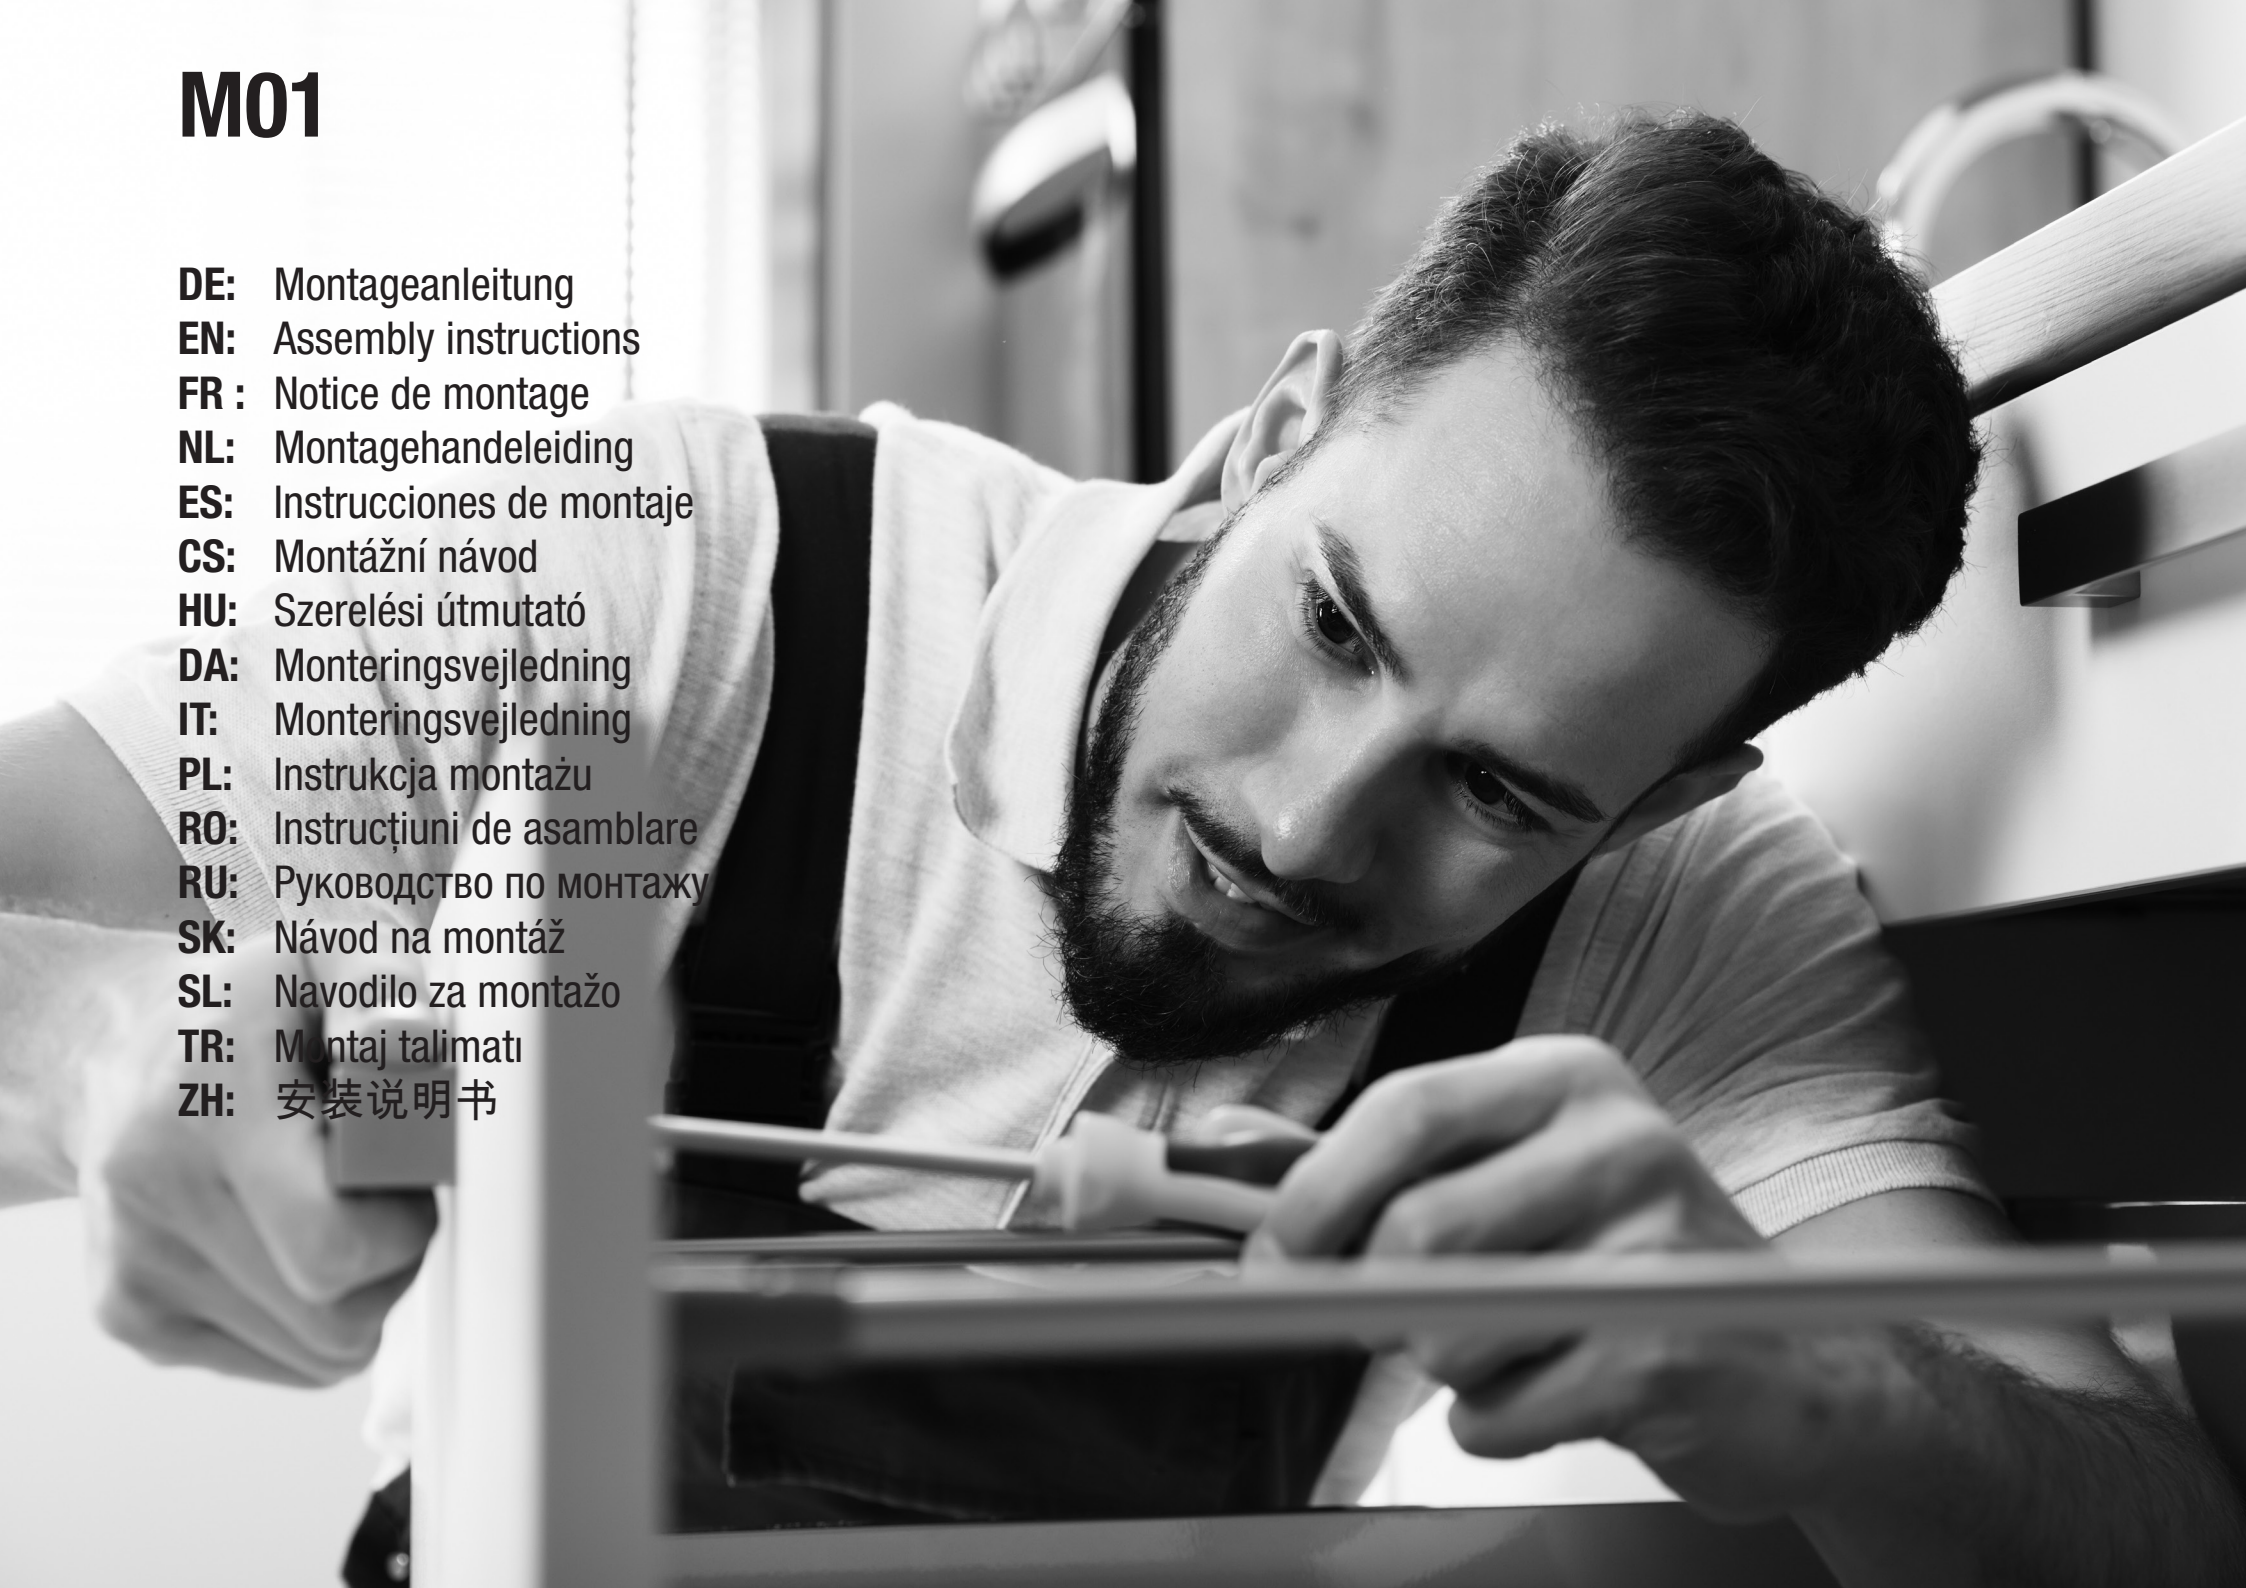 M01
DE: Montageanleitung
EN: Assembly instructions
FR : Notice de montage
NL: Montagehandeleiding
ES: Instrucciones de montaje
CS: Montážní návod
HU: Szerelési útmutató
DA: Monteringsvejledning
IT: Monteringsvejledning
PL: Instrukcja montażu
RO: Instrucțiuni de asamblare
RU: Руководство по монтажу
SK: Návod na montáž
SL: Navodilo za montažo
TR: Montaj talimatı
ZH: 安装说明书